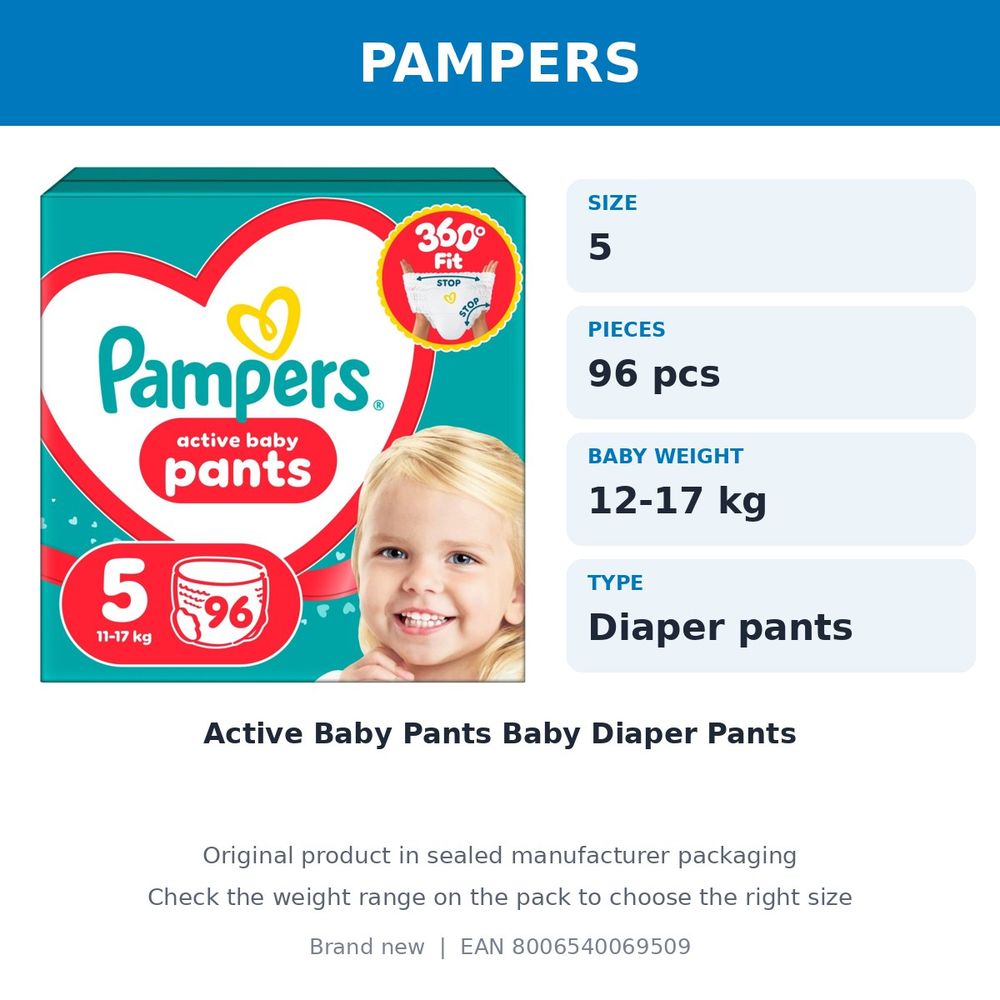 PAMPERS
360°
Fit
STOP
STOP
Pampers®
active baby
pants
5
96
11-17 kg
SIZE
5
PIECES
96 pcs
BABY WEIGHT
12-17 kg
TYPE
Diaper pants
Active Baby Pants Baby Diaper Pants
Original product in sealed manufacturer packaging
Check the weight range on the pack to choose the right size
Brand new | EAN 8006540069509